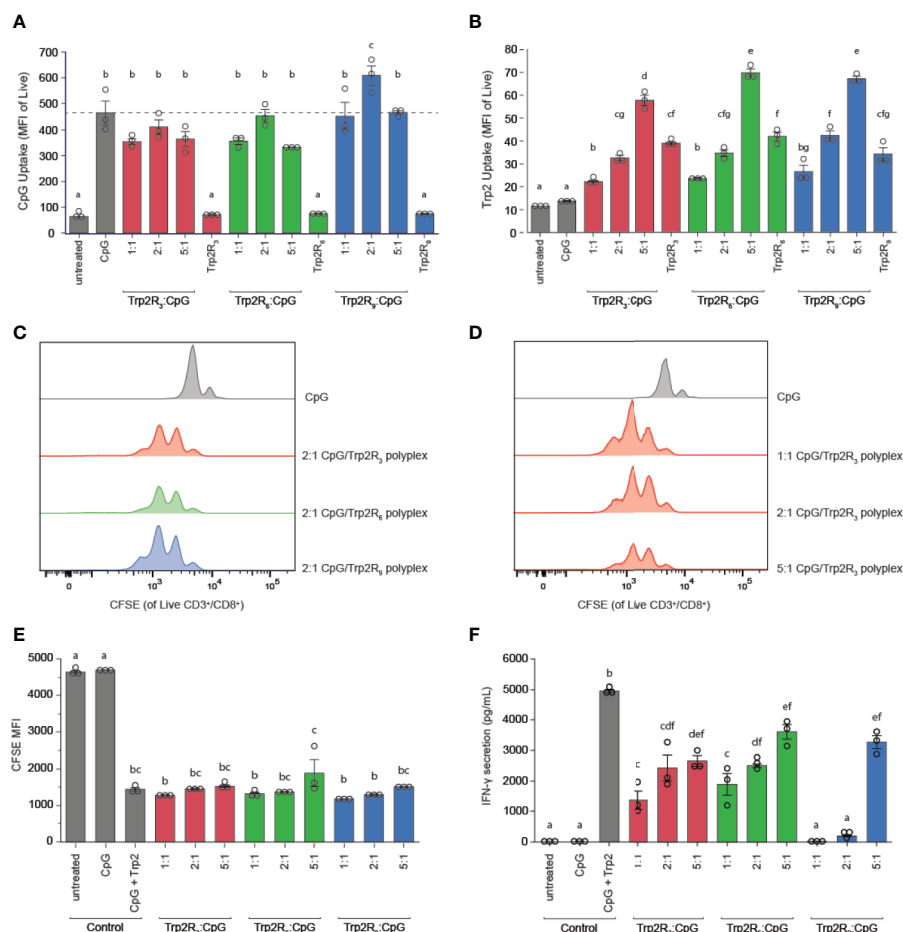 A
B
CpG Uptake (MFI of Live)
700
600
500
400
300
200
100
0
a
b
b
b
b
a
b
b
b
a
b
c
b
a
untreated
CpG
1:1
2:1
5:1
Trp2R3
1:1
2:1
5:1
Trp2R6
1:1
2:1
5:1
Trp2R9
Trp2R3:CpG
Trp2R6:CpG
Trp2R9:CpG
Trp2 Uptake (MFI of Live)
80
70
60
50
40
30
20
10
0
a
a
b
cg
d
cf
b
cfg
e
f
bg
f
e
cfg
untreated
CpG
1:1
2:1
5:1
Trp2R3
1:1
2:1
5:1
Trp2R6
1:1
2:1
5:1
Trp2R9
Trp2R3:CpG
Trp2R6:CpG
Trp2R9:CpG
C
D
CpG
2:1 CpG/Trp2R3 polyplex
2:1 CpG/Trp2R6 polyplex
2:1 CpG/Trp2R9 polyplex
0
10³
10⁴
10⁵
CFSE (of Live CD3⁺/CD8⁺)
CpG
1:1 CpG/Trp2R3 polyplex
2:1 CpG/Trp2R3 polyplex
5:1 CpG/Trp2R3 polyplex
0
10³
10⁴
10⁵
CFSE (of Live CD3⁺/CD8⁺)
E
F
CFSE MFI
5000
4000
3000
2000
1000
0
a
a
bc
b
bc
bc
b
bc
c
b
b
bc
untreated
CpG
CpG + Trp2
1:1
2:1
5:1
1:1
2:1
5:1
1:1
2:1
5:1
Control
IFN-γ secretion (pg/mL)
6000
5000
4000
3000
2000
1000
0
a
a
b
c
cdf
def
c
df
ef
a
a
ef
untreated
CpG
CpG + Trp2
1:1
2:1
5:1
1:1
2:1
5:1
1:1
2:1
5:1
Control